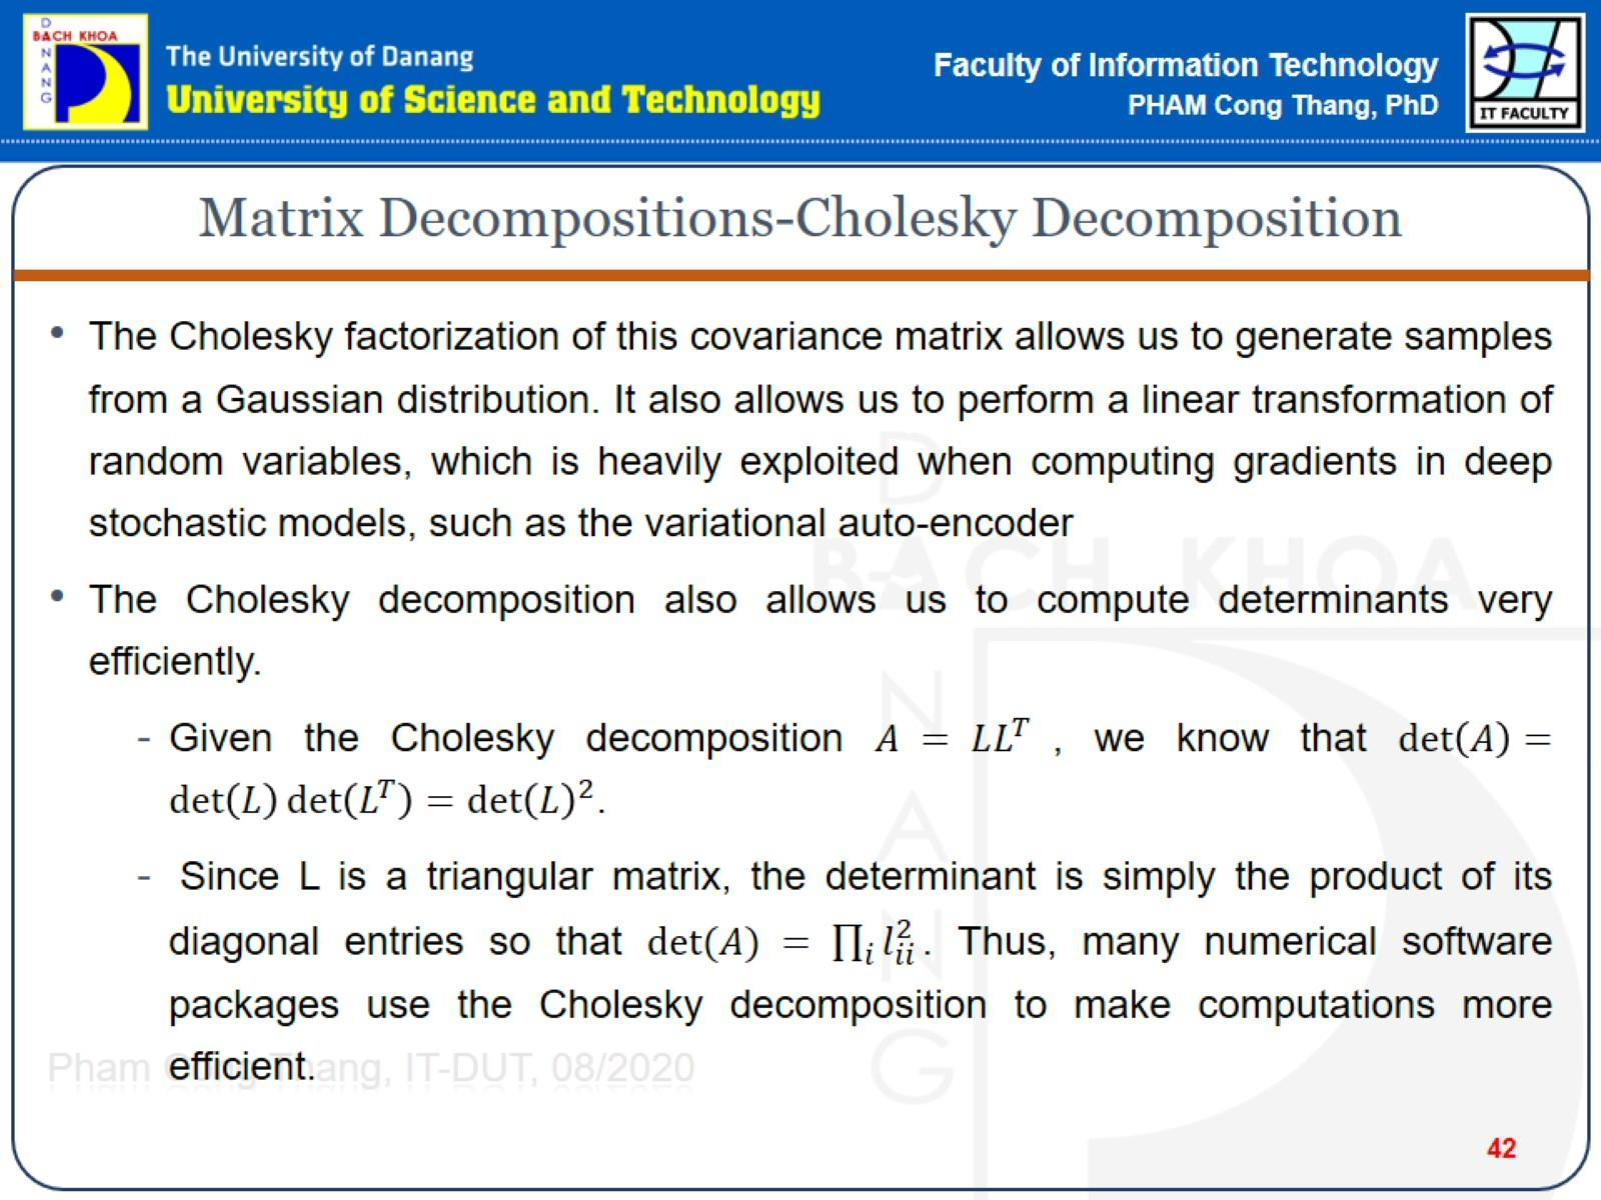 D
BACH KHOA
N
A
N
G
The University of Danang
University of Science and Technology
Faculty of Information Technology
PHAM Cong Thang, PhD
IT FACULTY
Matrix Decompositions-Cholesky Decomposition
• The Cholesky factorization of this covariance matrix allows us to generate samples
from a Gaussian distribution. It also allows us to perform a linear transformation of
random variables, which is heavily exploited when computing gradients in deep
stochastic models, such as the variational auto-encoder
• The Cholesky decomposition also allows us to compute determinants very
efficiently.
- Given the Cholesky decomposition A = LLᵀ , we know that det(A) =
det(L) det(Lᵀ) = det(L)².
- Since L is a triangular matrix, the determinant is simply the product of its
diagonal entries so that det(A) = ∏ᵢ lᵢᵢ². Thus, many numerical software
packages use the Cholesky decomposition to make computations more
efficient.
Pham Cong Thang, IT-DUT, 08/2020
D
BACH KHOA
N
A
N
G
42